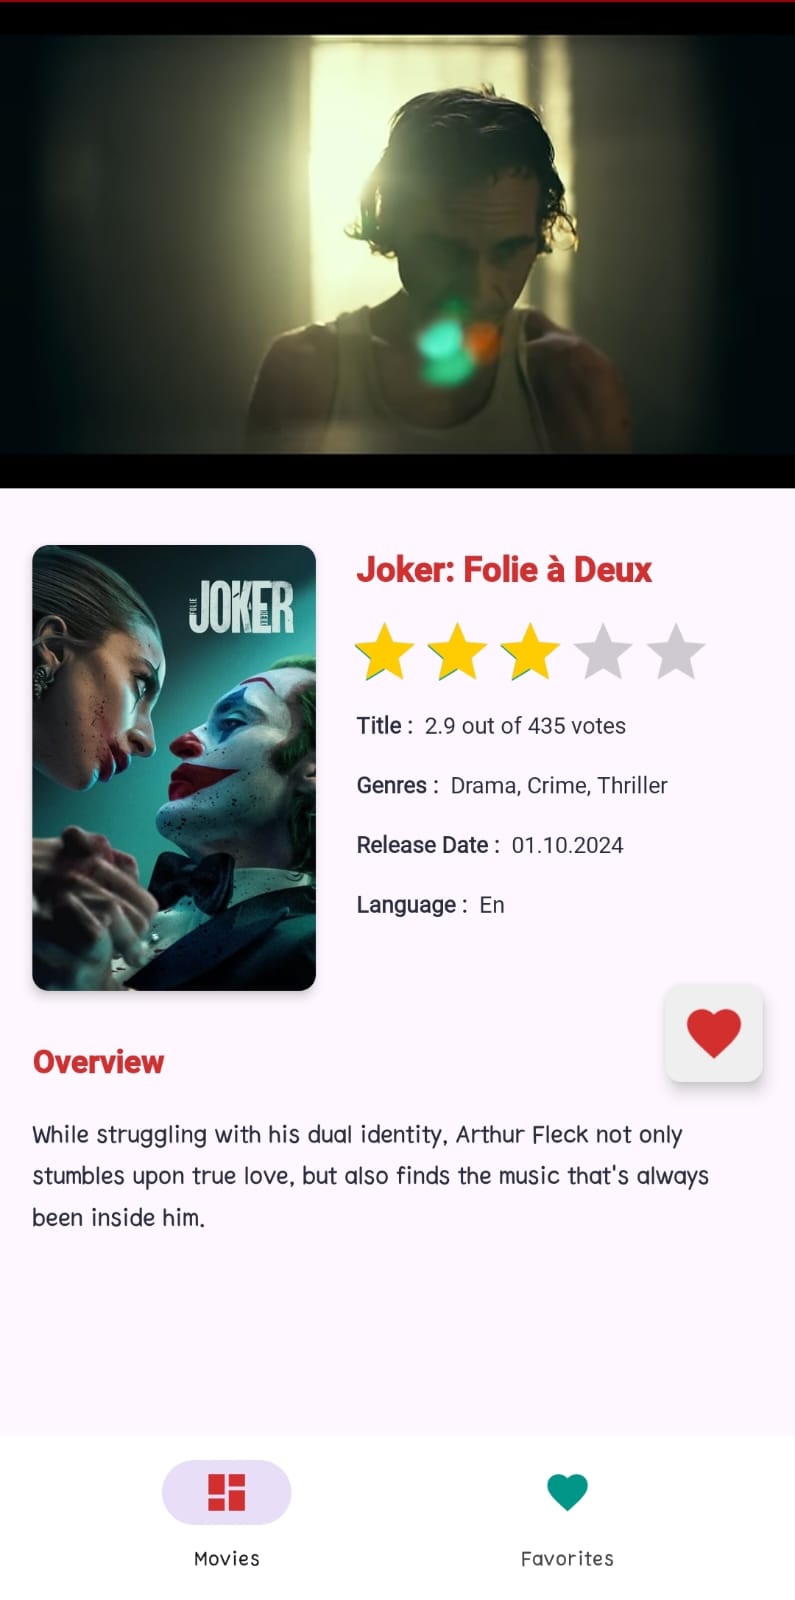 JOKER
FOLIE
À DEUX
Joker: Folie à Deux
Title : 2.9 out of 435 votes
Genres : Drama, Crime, Thriller
Release Date : 01.10.2024
Language : En
Overview
While struggling with his dual identity, Arthur Fleck not only
stumbles upon true love, but also finds the music that's always
been inside him.
Movies
Favorites